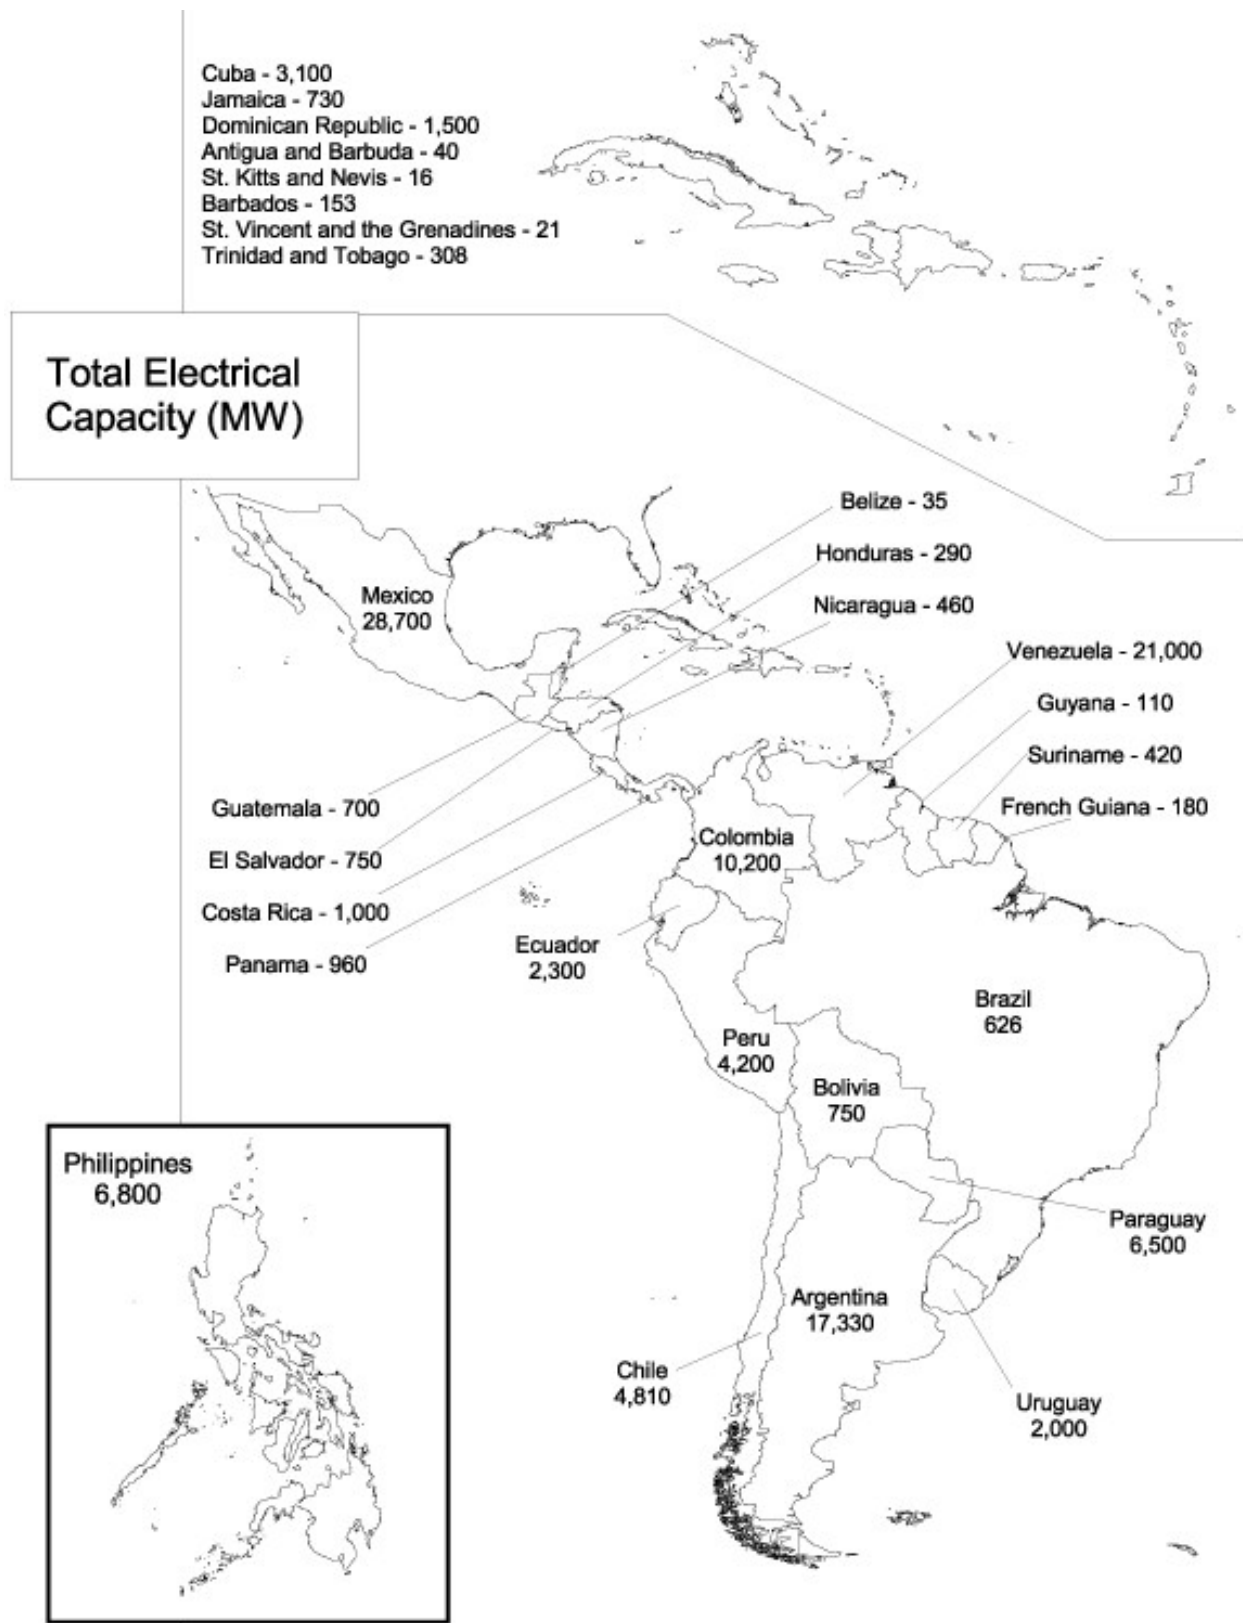 Cuba - 3,100
Jamaica - 730
Dominican Republic - 1,500
Antigua and Barbuda - 40
St. Kitts and Nevis - 16
Barbados - 153
St. Vincent and the Grenadines - 21
Trinidad and Tobago - 308
Total Electrical
Capacity (MW)
Belize - 35
Honduras - 290
Mexico
28,700
Nicaragua - 460
Venezuela - 21,000
Guyana - 110
Suriname - 420
French Guiana - 180
Guatemala - 700
El Salvador - 750
Costa Rica - 1,000
Panama - 960
Colombia
10,200
Ecuador
2,300
Brazil
626
Peru
4,200
Bolivia
750
Philippines
6,800
Paraguay
6,500
Argentina
17,330
Chile
4,810
Uruguay
2,000